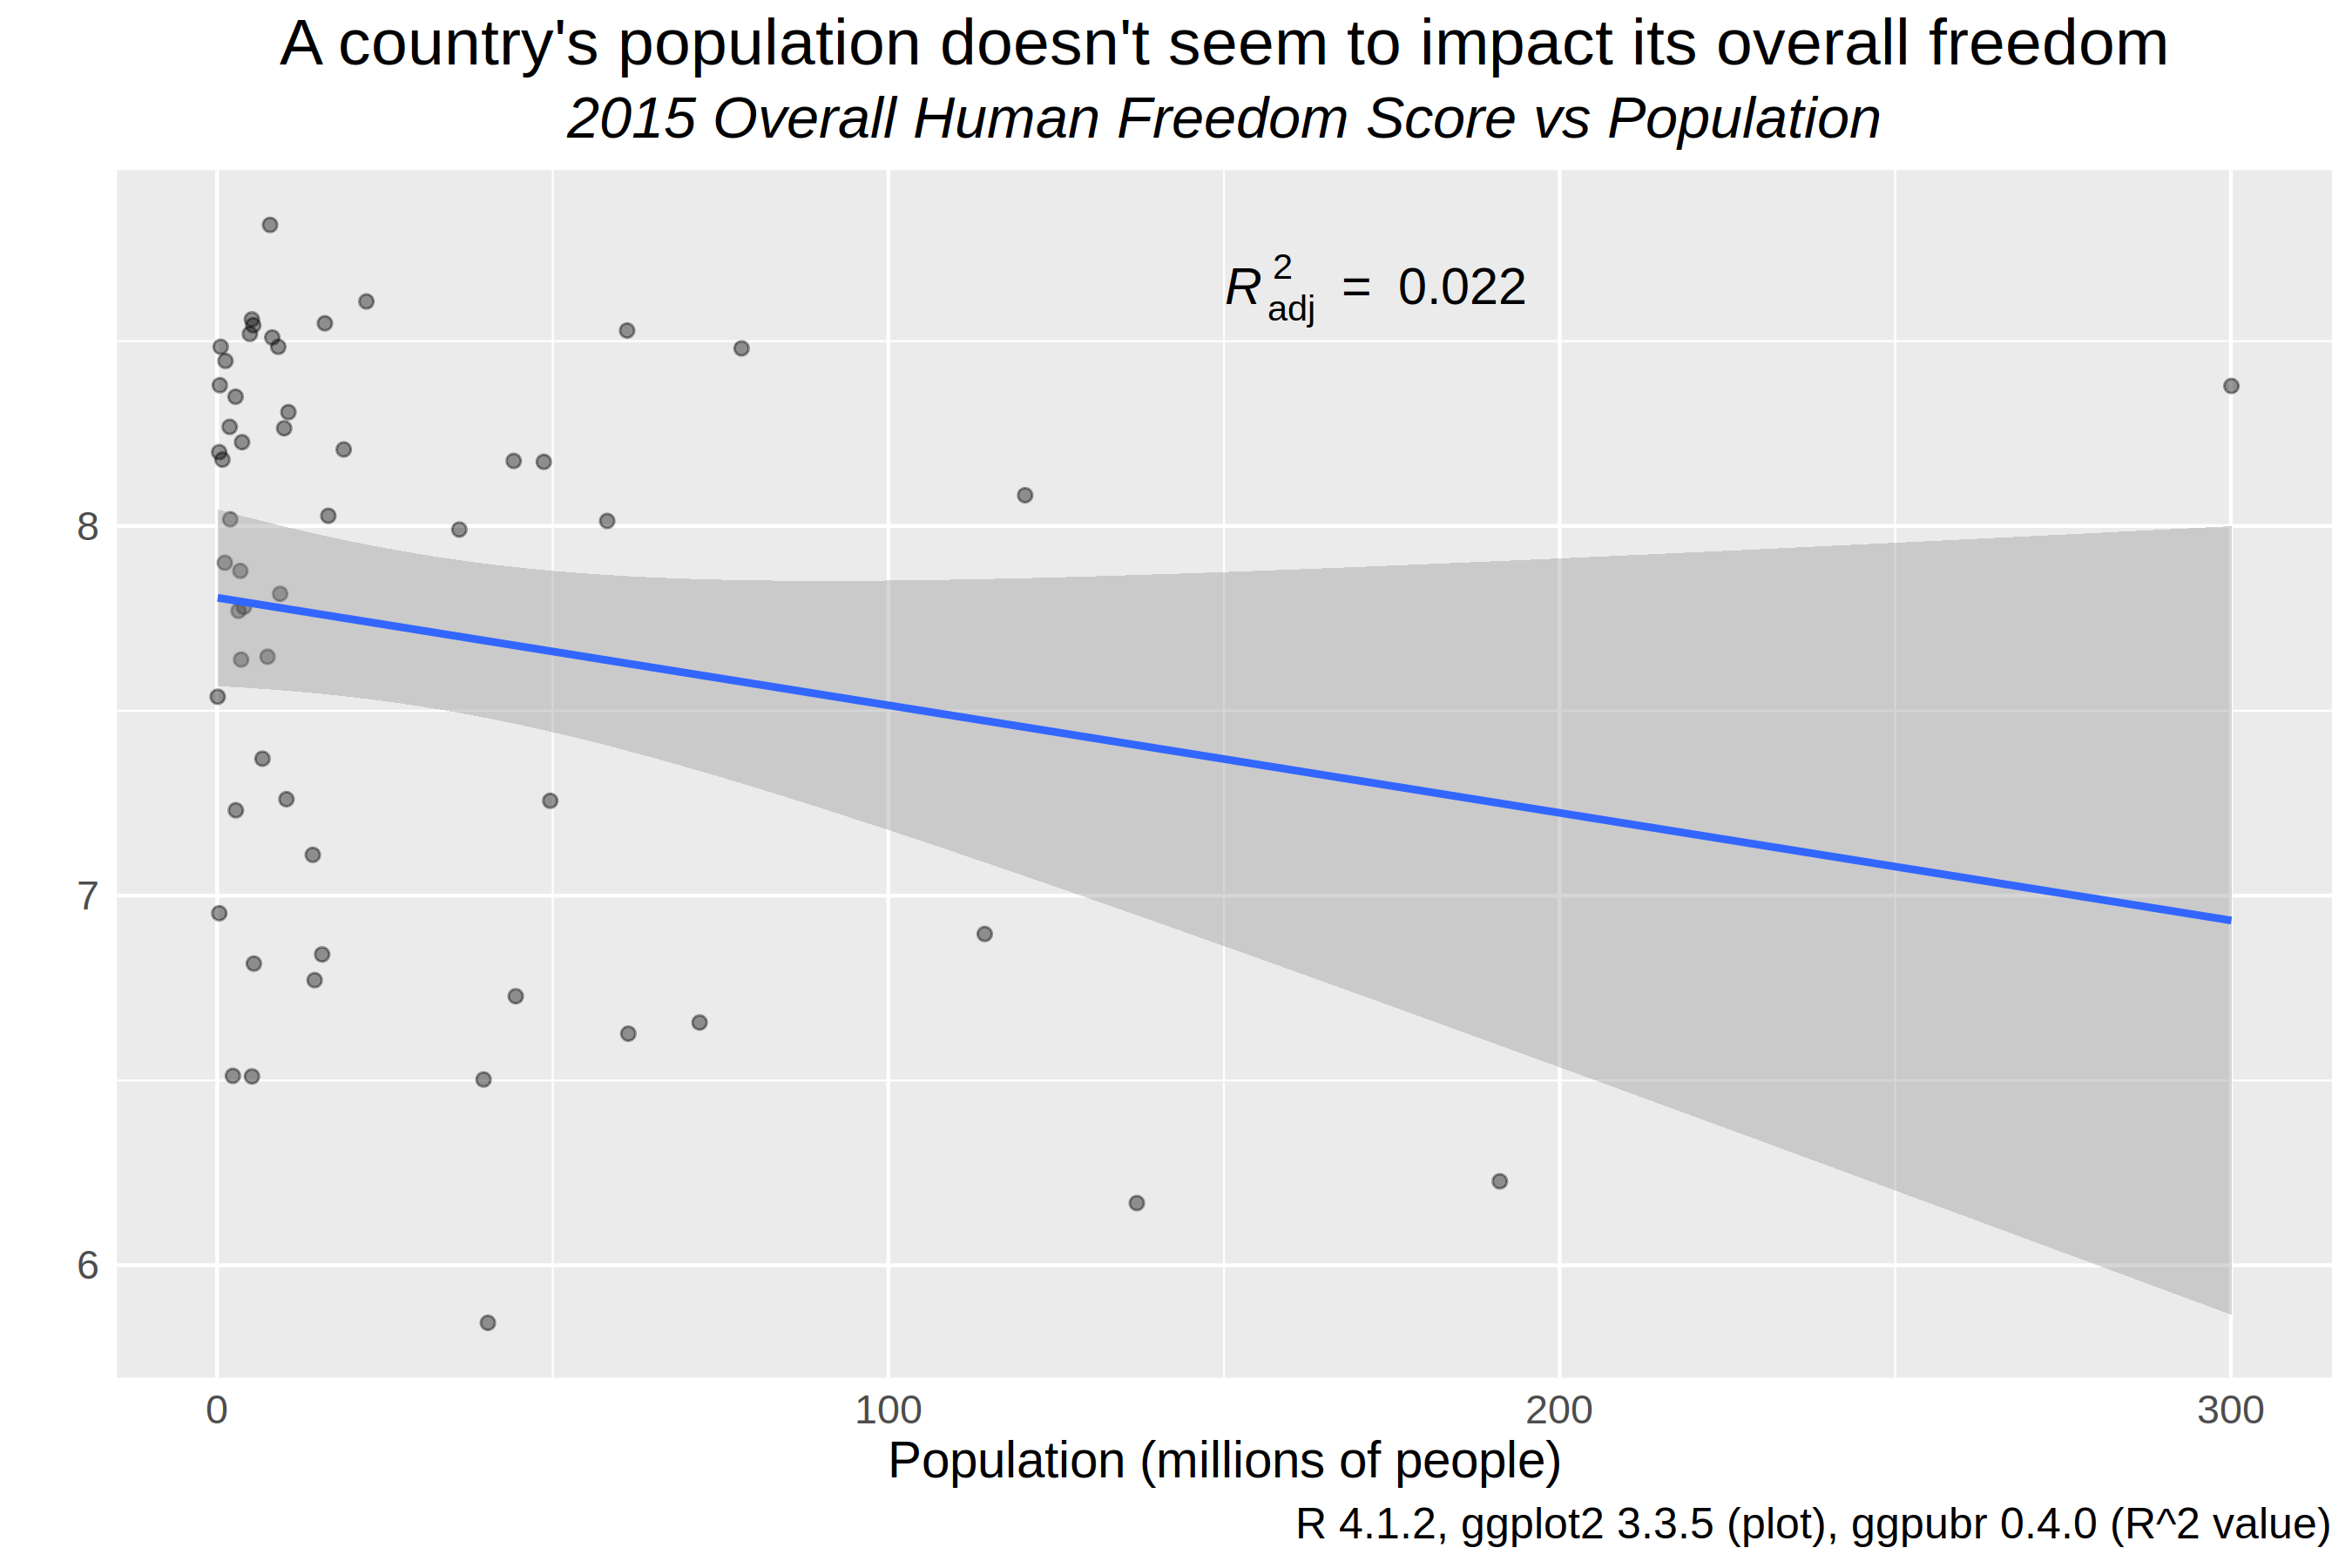 A country's population doesn't seem to impact its overall freedom
2015 Overall Human Freedom Score vs Population
R 2 adj = 0.022
8
7
6
0 100 200 300
Population (millions of people)
R 4.1.2, ggplot2 3.3.5 (plot), ggpubr 0.4.0 (R^2 value)